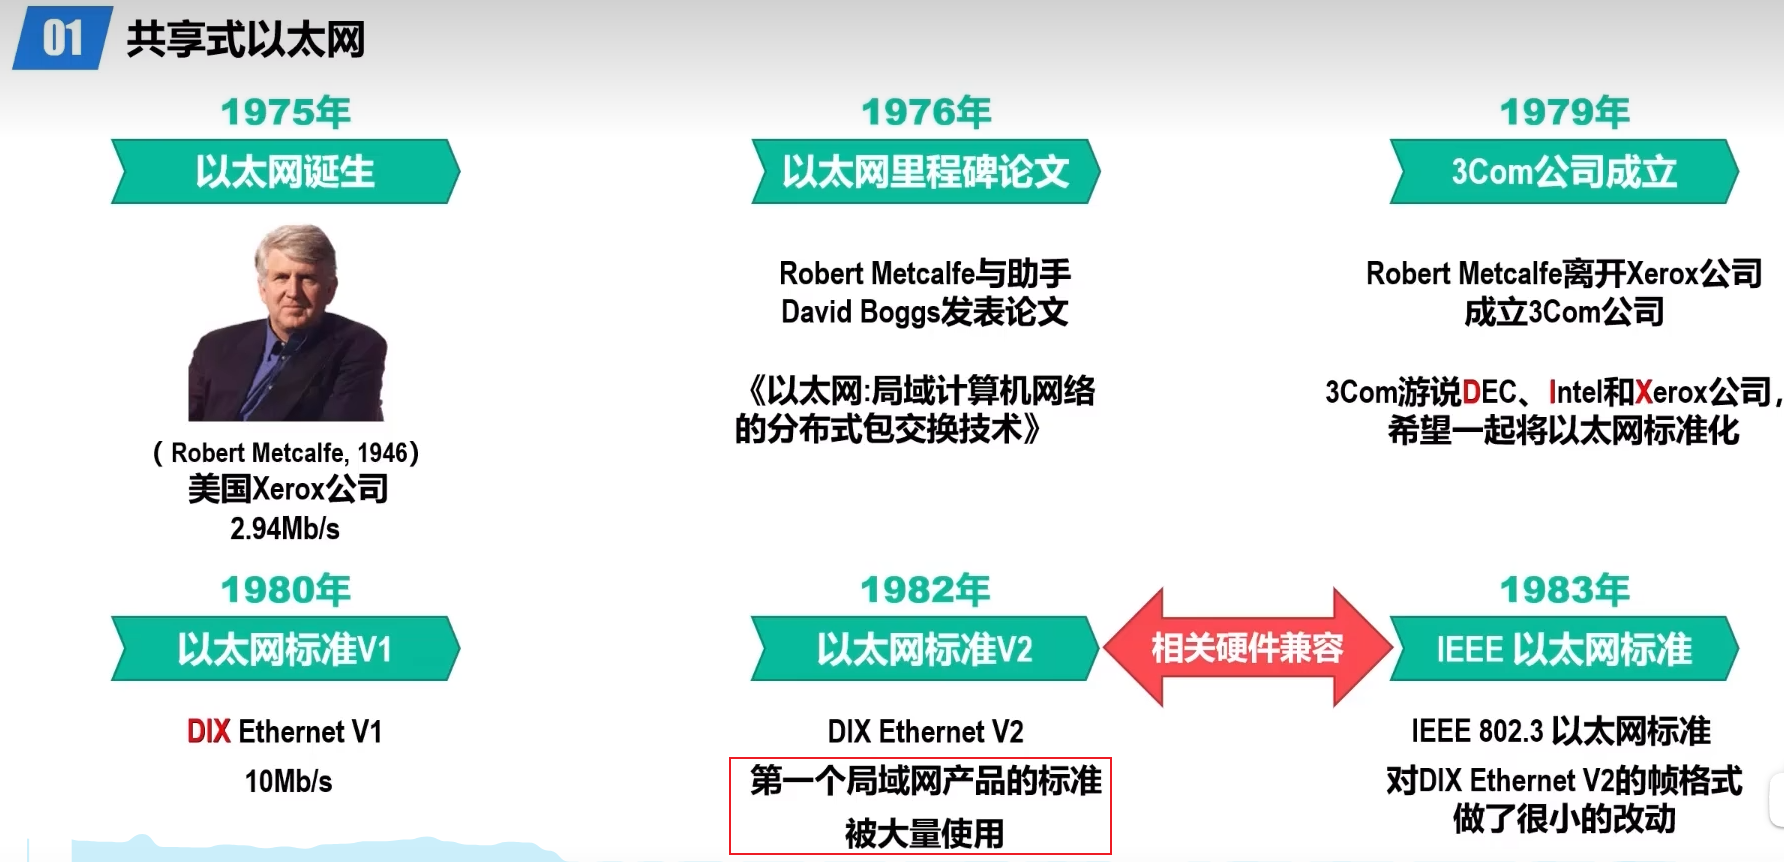 01 共享式以太网
1975年
以太网诞生
（ Robert Metcalfe, 1946）
美国Xerox公司
2.94Mb/s
1976年
以太网里程碑论文
Robert Metcalfe与助手
David Boggs发表论文
《以太网:局域计算机网络
的分布式包交换技术》
1979年
3Com公司成立
Robert Metcalfe离开Xerox公司
成立3Com公司
3Com游说DEC、Intel和Xerox公司，
希望一起将以太网标准化
1980年
以太网标准V1
DIX Ethernet V1
10Mb/s
1982年
以太网标准V2
DIX Ethernet V2
第一个局域网产品的标准
被大量使用
相关硬件兼容
1983年
IEEE 以太网标准
IEEE 802.3 以太网标准
对DIX Ethernet V2的帧格式
做了很小的改动